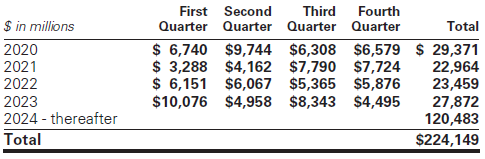 First Second Third Fourth
$ in millions Quarter Quarter Quarter Quarter Total
2020 $ 6,740 $9,744 $6,308 $6,579 $ 29,371
2021 $ 3,288 $4,162 $7,790 $7,724 22,964
2022 $ 6,151 $6,067 $5,365 $5,876 23,459
2023 $10,076 $4,958 $8,343 $4,495 27,872
2024 - thereafter 120,483
Total $224,149